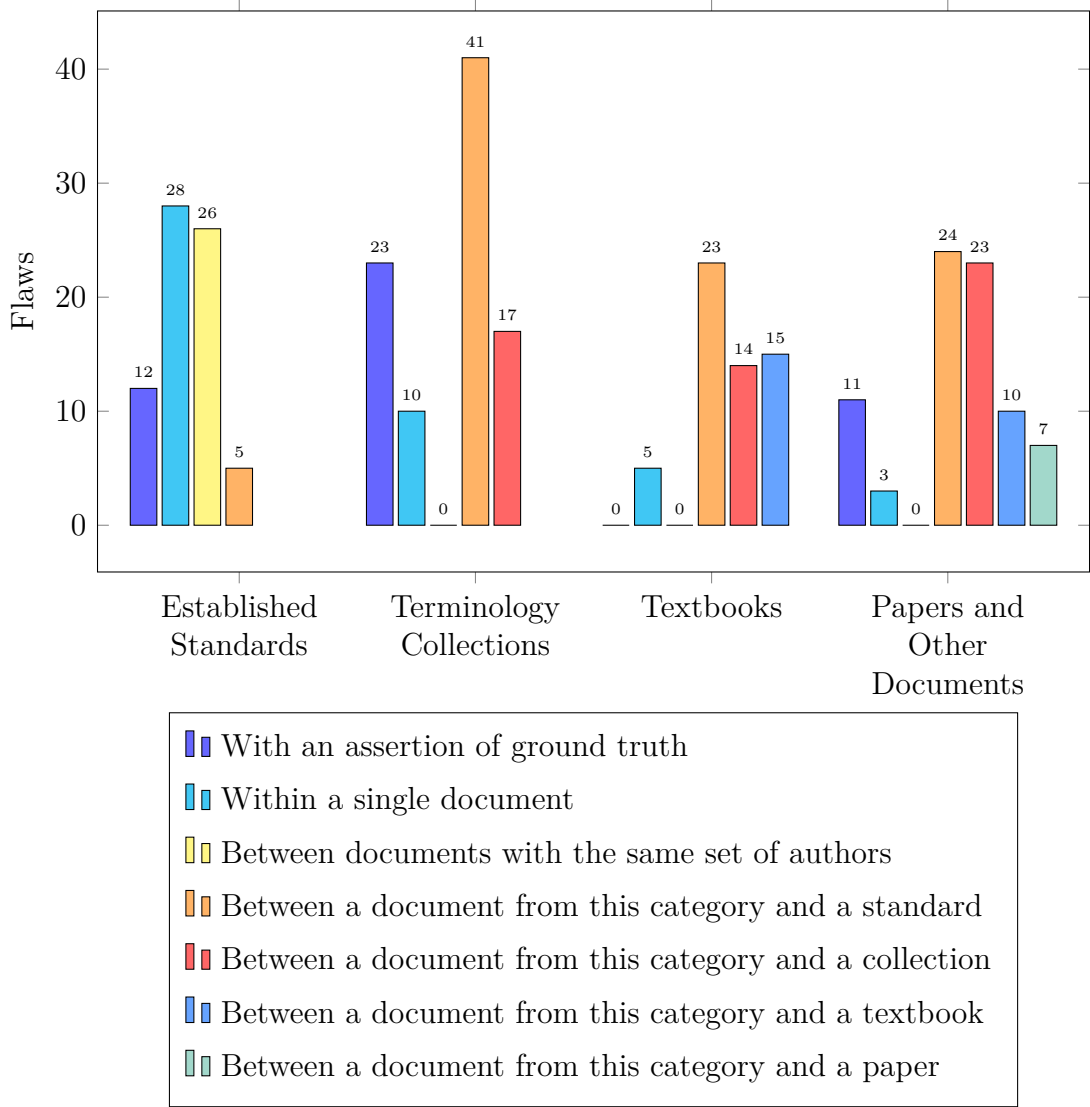 41
40
30
28
26
24
23
23
23
Flaws
20
17
15
14
12
11
10
10
10
7
5
5
3
0
0
0
0
0
Established
Standards
Terminology
Collections
Textbooks
Papers and
Other
Documents
With an assertion of ground truth
Within a single document
Between documents with the same set of authors
Between a document from this category and a standard
Between a document from this category and a collection
Between a document from this category and a textbook
Between a document from this category and a paper